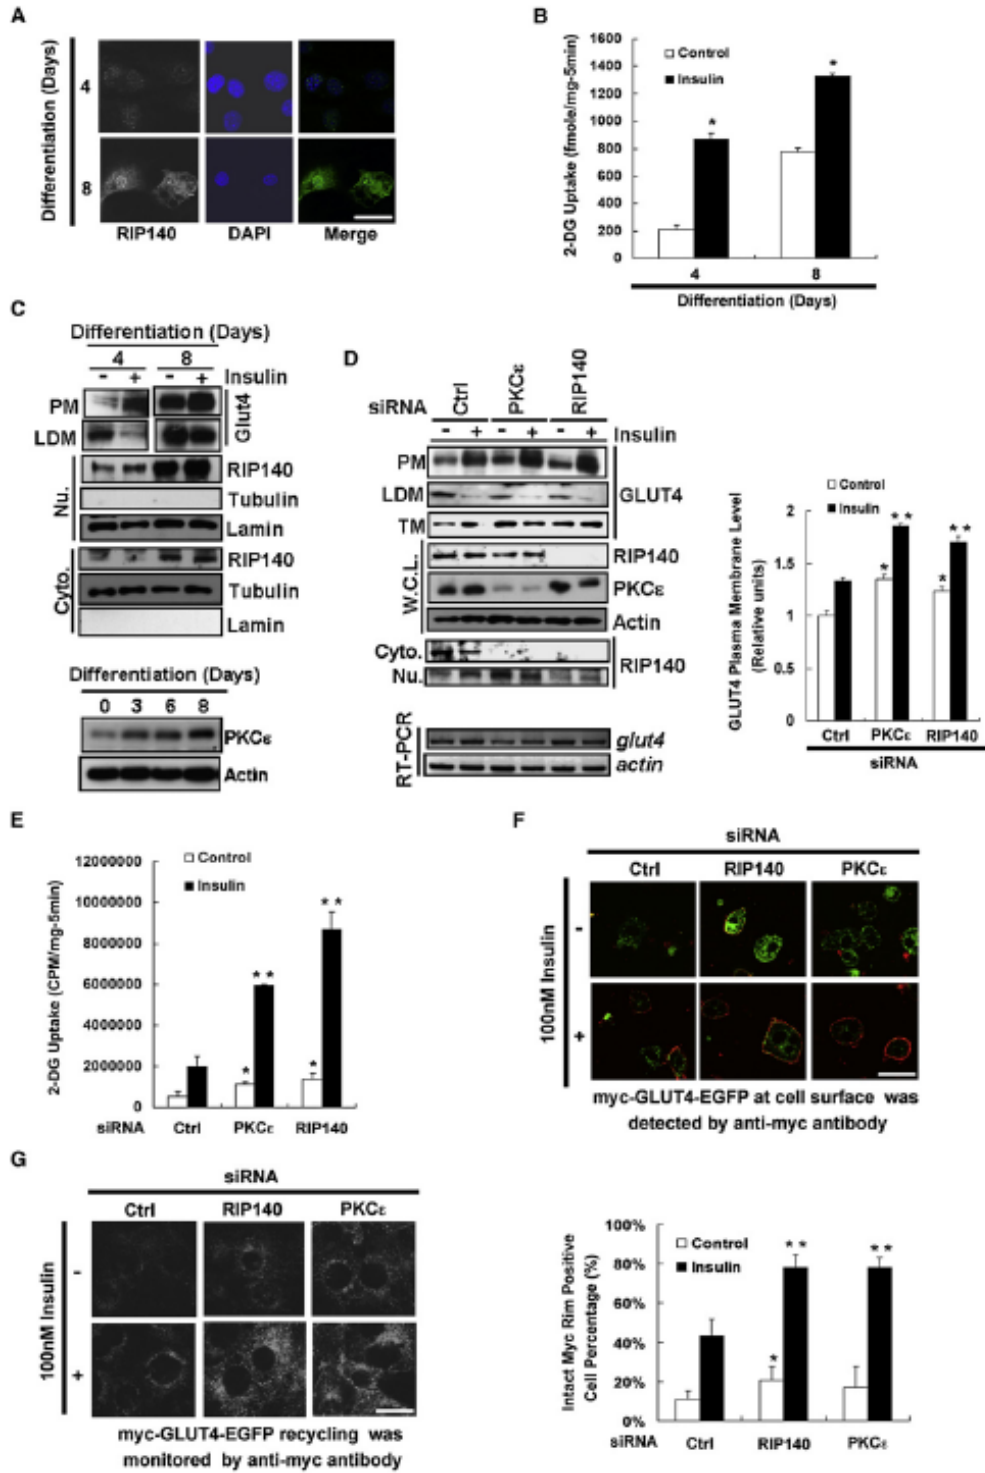 A
Differentiation (Days)
4
8
RIP140 DAPI Merge
B
2-DG Uptake (fmole/mg-5min)
1600
1400
1200
1000
800
600
400
200
0
Control
Insulin
*
*
4 8
Differentiation (Days)
C
Differentiation (Days)
4 8
- + - + Insulin
PM
LDM
Glut4
Nu.
RIP140
Tubulin
Lamin
Cyto.
RIP140
Tubulin
Lamin
Differentiation (Days)
0 3 6 8
PKCε
Actin
D
siRNA Ctrl PKCε RIP140
- + - + - + Insulin
PM
LDM
TM
GLUT4
W.C.L.
RIP140
PKCε
Actin
Cyto.
Nu.
RIP140
RT-PCR
glut4
actin
GLUT4 Plasma Membrane Level
(Relative units)
2
1.5
1
0.5
0
Control
Insulin
*
**
*
**
Ctrl PKCε RIP140
siRNA
E
2-DG Uptake (CPM/mg-5min)
12000000
10000000
8000000
6000000
4000000
2000000
0
Control
Insulin
*
**
*
**
siRNA Ctrl PKCε RIP140
F
siRNA
Ctrl RIP140 PKCε
100nM Insulin
-
+
myc-GLUT4-EGFP at cell surface was
detected by anti-myc antibody
G
siRNA
Ctrl RIP140 PKCε
100nM Insulin
-
+
myc-GLUT4-EGFP recycling was
monitored by anti-myc antibody
Intact Myc Rim Positive
Cell Percentage (%)
100%
80%
60%
40%
20%
0%
Control
Insulin
*
**
**
siRNA Ctrl RIP140 PKCε